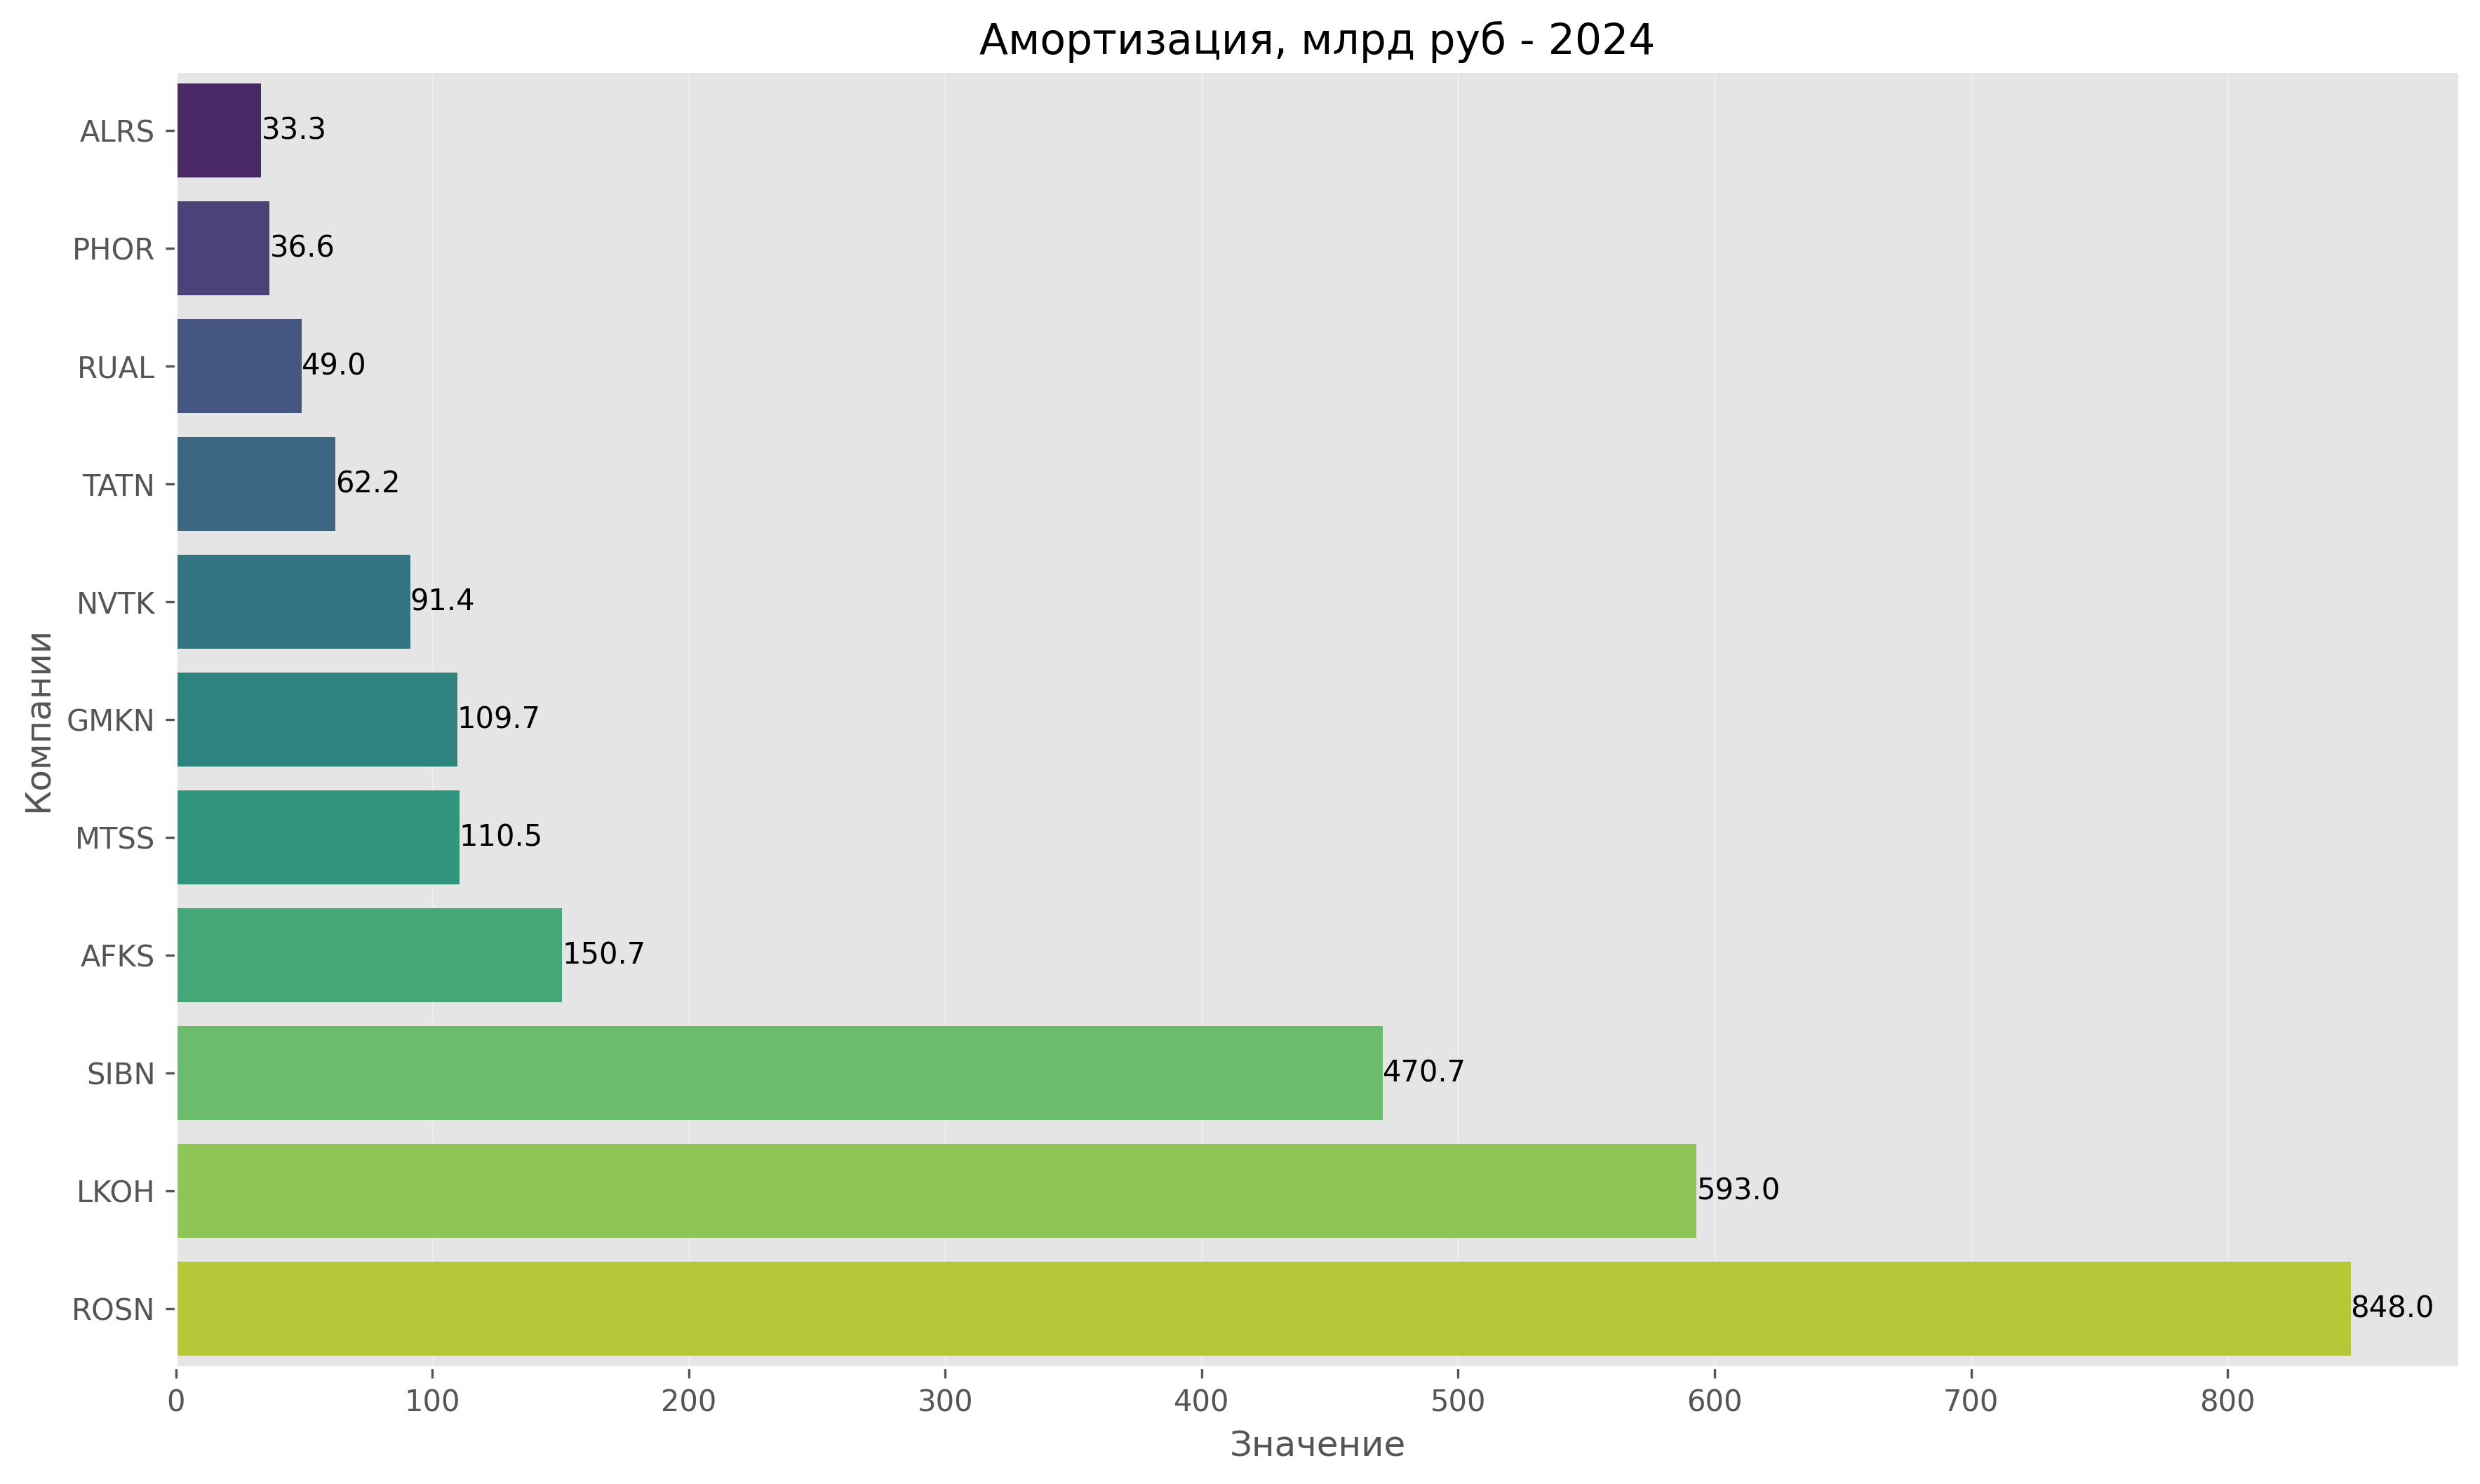 Амортизация, млрд руб - 2024
ALRS 33.3
PHOR 36.6
RUAL 49.0
TATN 62.2
NVTK 91.4
GMKN 109.7
MTSS 110.5
AFKS 150.7
SIBN 470.7
LKOH 593.0
ROSN 848.0
Компании
0 100 200 300 400 500 600 700 800
Значение